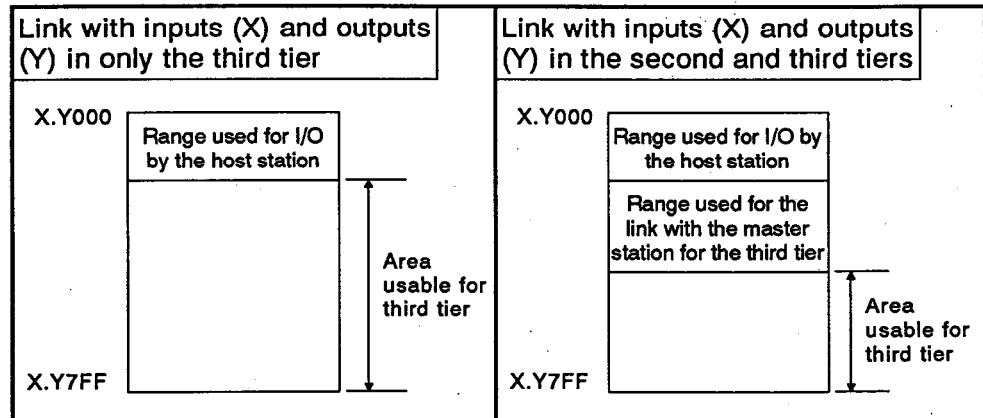 Link with inputs (X) and outputs
(Y) in only the third tier
X.Y000
Range used for I/O
by the host station
Area
usable for
third tier
X.Y7FF
Link with inputs (X) and outputs
(Y) in the second and third tiers
X.Y000
Range used for I/O by
the host station
Range used for the
link with the master
station for the third tier
Area
usable for
third tier
X.Y7FF